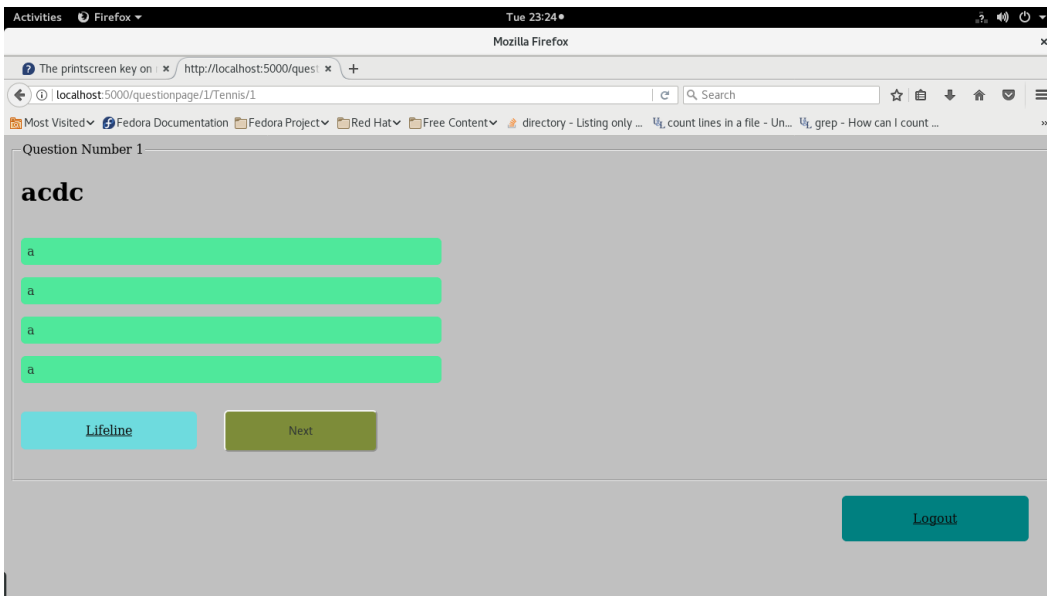 Activities Firefox Tue 23:24
Mozilla Firefox
The printscreen key on http://localhost:5000/quest
localhost:5000/questionpage/1/Tennis/1 Search
Most Visited Fedora Documentation Fedora Project Red Hat Free Content directory - Listing only ... count lines in a file - Un... grep - How can I count ...
Question Number 1
acdc
a
a
a
a
Lifeline Next
Logout